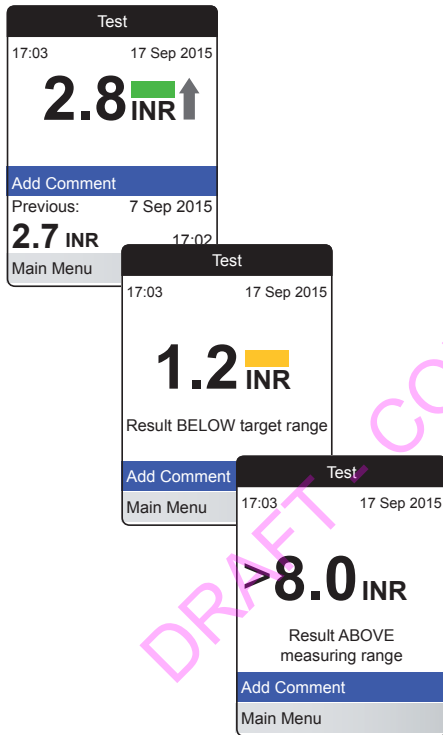 Test
17:03 17 Sep 2015
2.8 INR
Add Comment
Previous: 7 Sep 2015
2.7 INR 17:02
Main Menu
Test
17:03 17 Sep 2015
1.2 INR
Result BELOW target range
Add Comment
Main Menu
Test
17:03 17 Sep 2015
>8.0 INR
Result ABOVE
measuring range
Add Comment
Main Menu
DRAFT - CO